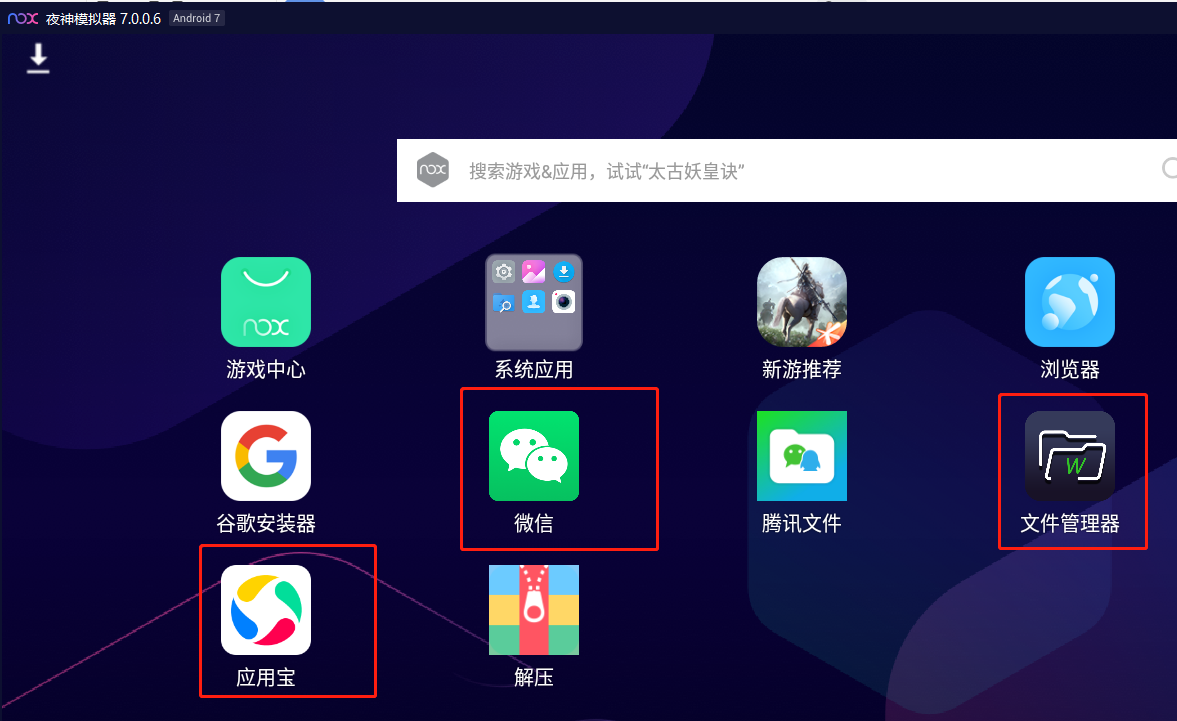 nox 夜神模拟器 7.0.0.6 Android 7
nox 搜索游戏&应用，试试“太古妖皇诀”
nox
游戏中心 系统应用 新游推荐 浏览器
W
谷歌安装器 微信 腾讯文件 文件管理器
应用宝 解压